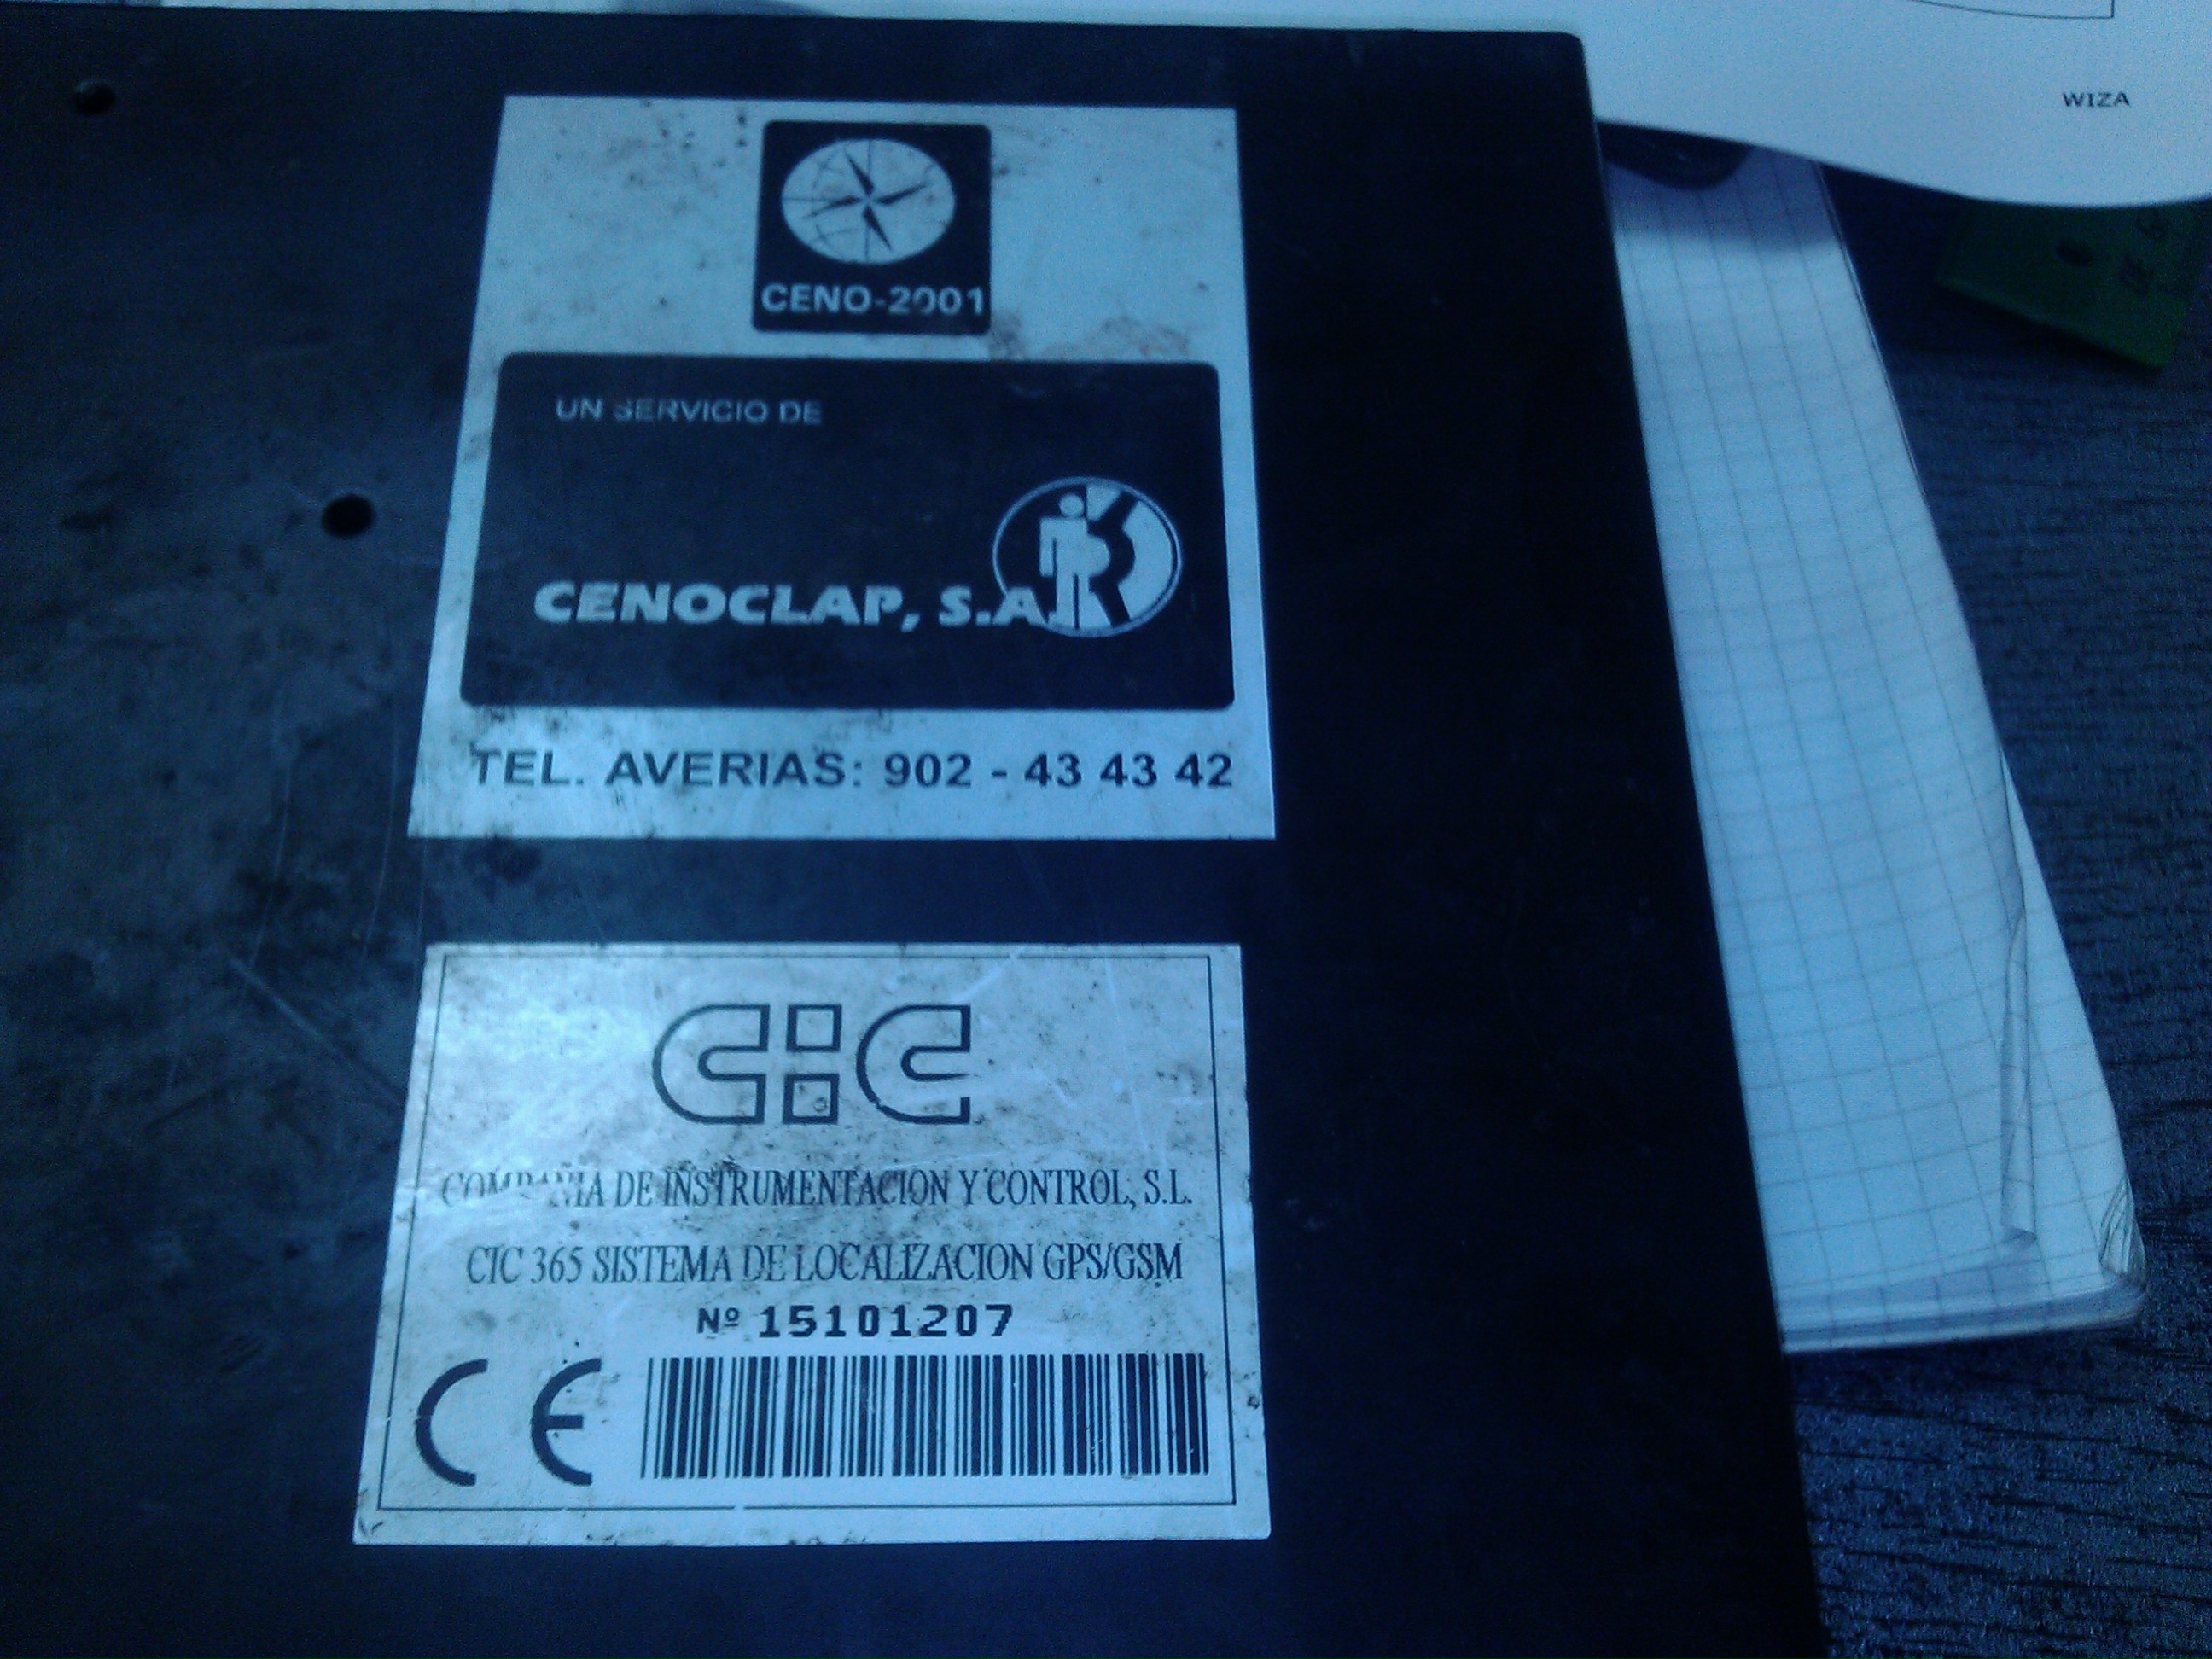 WIZA
CENO-2001
UN SERVICIO DE
CENOCLAP, S.A.
TEL. AVERIAS: 902 - 43 43 42
CIC
COMPAÑIA DE INSTRUMENTACION Y CONTROL, S.L.
CIC 365 SISTEMA DE LOCALIZACION GPS/GSM
Nº 15101207
CE